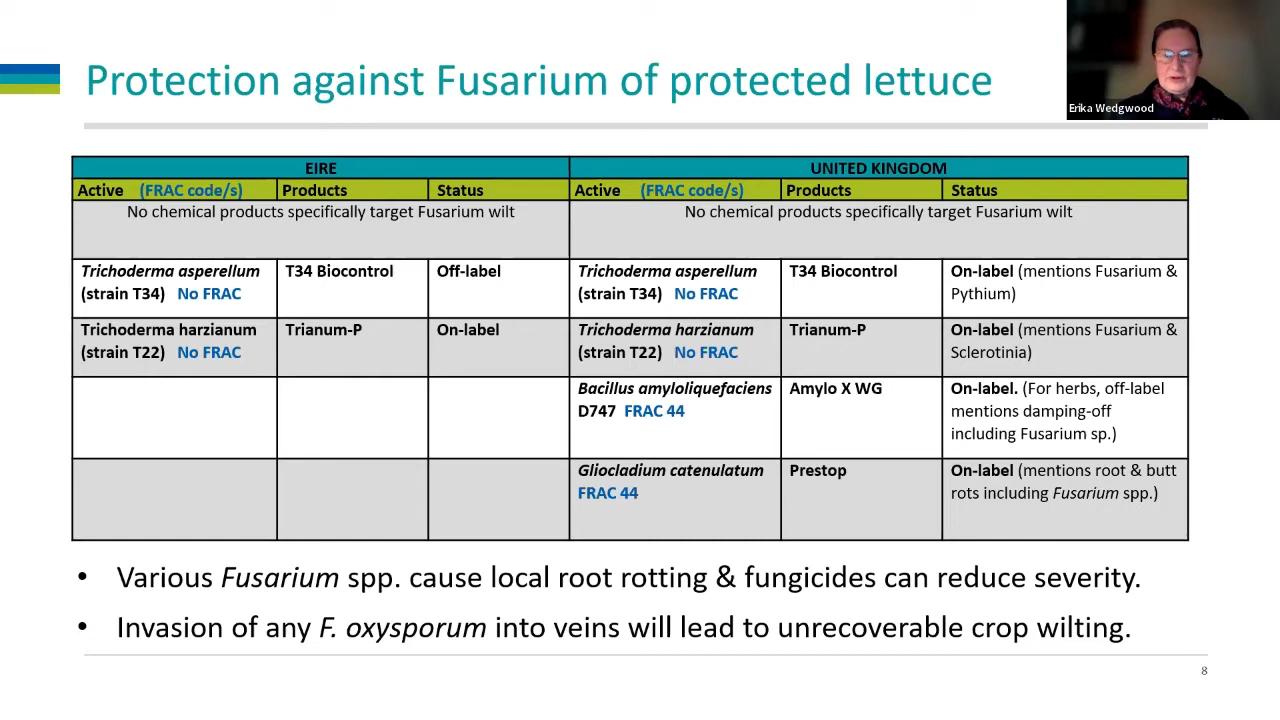 Protection against Fusarium of protected lettuce
Erika Wedgwood
EIRE UNITED KINGDOM
Active (FRAC code/s) Products Status Active (FRAC code/s) Products Status
No chemical products specifically target Fusarium wilt No chemical products specifically target Fusarium wilt
Trichoderma asperellum T34 Biocontrol Off-label Trichoderma asperellum T34 Biocontrol On-label (mentions Fusarium &
(strain T34) No FRAC (strain T34) No FRAC Pythium)
Trichoderma harzianum Trianum-P On-label Trichoderma harzianum Trianum-P On-label (mentions Fusarium &
(strain T22) No FRAC (strain T22) No FRAC Sclerotinia)
Bacillus amyloliquefaciens Amylo X WG On-label. (For herbs, off-label
D747 FRAC 44 mentions damping-off
including Fusarium sp.)
Gliocladium catenulatum Prestop On-label (mentions root & butt
FRAC 44 rots including Fusarium spp.)
• Various Fusarium spp. cause local root rotting & fungicides can reduce severity.
• Invasion of any F. oxysporum into veins will lead to unrecoverable crop wilting.
8